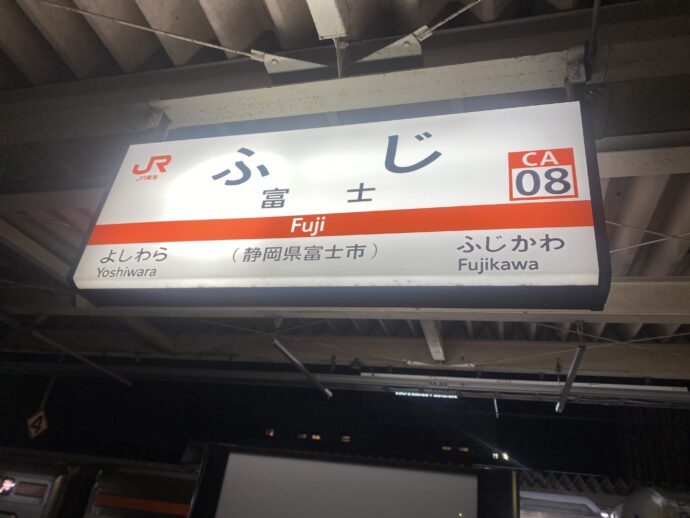 JR
JR東海
ふじ
富士
CA
08
Fuji
よしわら
Yoshiwara
(静岡県富士市)
ふじかわ
Fujikawa
4